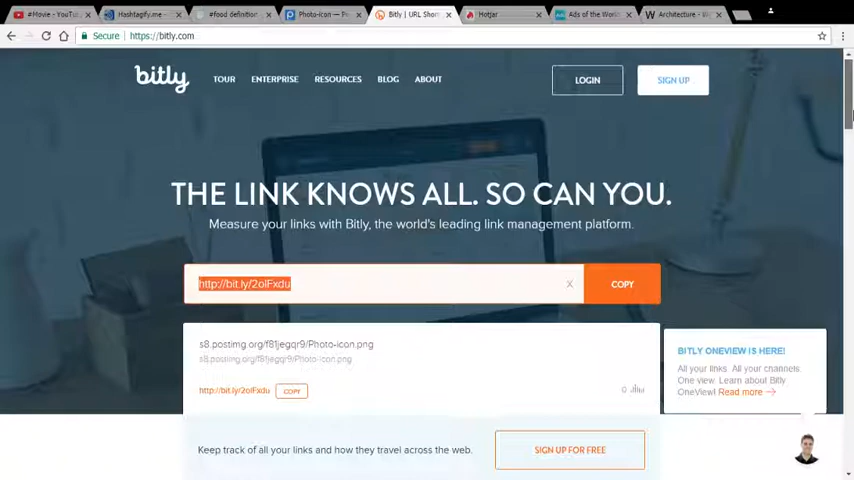 #Movie - YouTu
Hashtagify.me -
#food definition
Photo-icon — P
Bitly | URL Shor
Hotjar
Ads of the World
Architecture -
Secure
https://bitly.com
bitly
TOUR ENTERPRISE RESOURCES BLOG ABOUT
LOGIN
SIGN UP
THE LINK KNOWS ALL. SO CAN YOU.
Measure your links with Bitly, the world's leading link management platform.
http://bit.ly/2olFxdu
X
COPY
s8.postimg.org/f81jegqr9/Photo-icon.png
s8.postimg.org/f81jegqr9/Photo-icon.png
http://bit.ly/2olFxdu
COPY
0
BITLY ONEVIEW IS HERE!
All your links. All your channels.
One view. Learn about Bitly
OneView! Read more →
Keep track of all your links and how they travel across the web.
SIGN UP FOR FREE